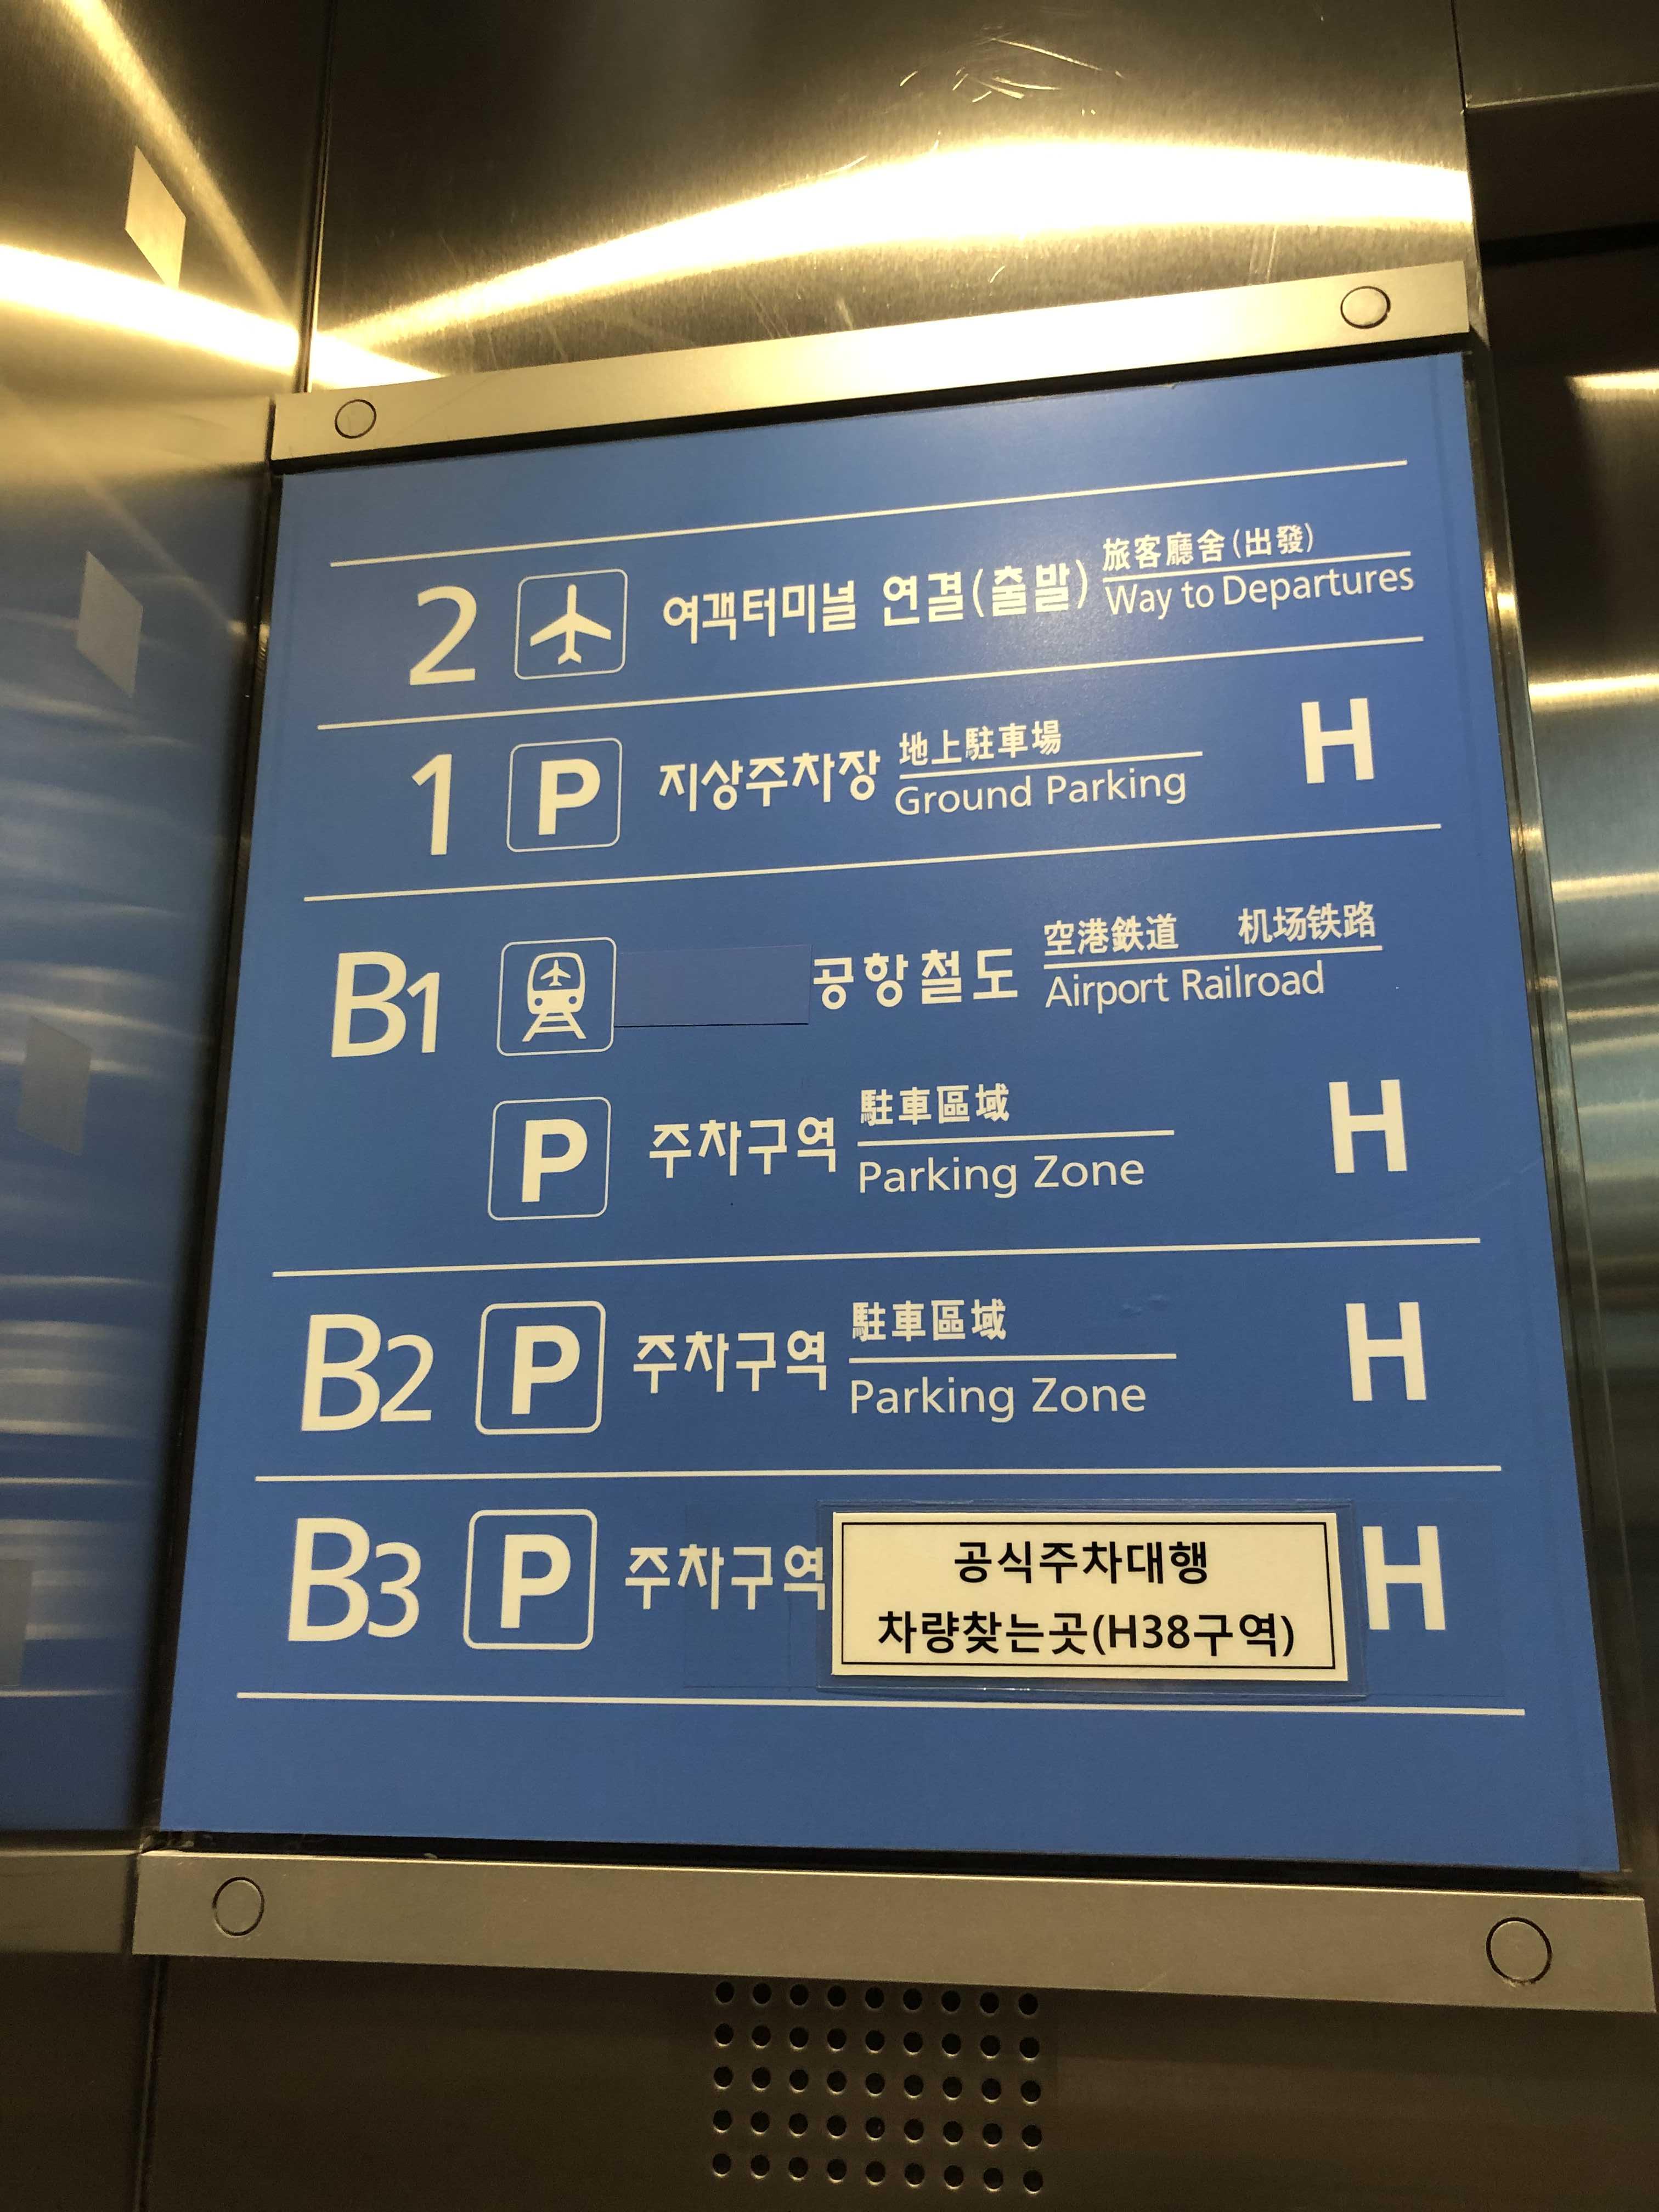 2 여객터미널 연결(출발) 旅客廳舍(出發)
Way to Departures
1 P 지상주차장 地上駐車場 H
Ground Parking
B1 공항철도 空港鉄道 机场铁路
Airport Railroad
P 주차구역 駐車區域 H
Parking Zone
B2 P 주차구역 駐車區域 H
Parking Zone
B3 P 주차구역 H
공식주차대행
차량찾는곳(H38구역)